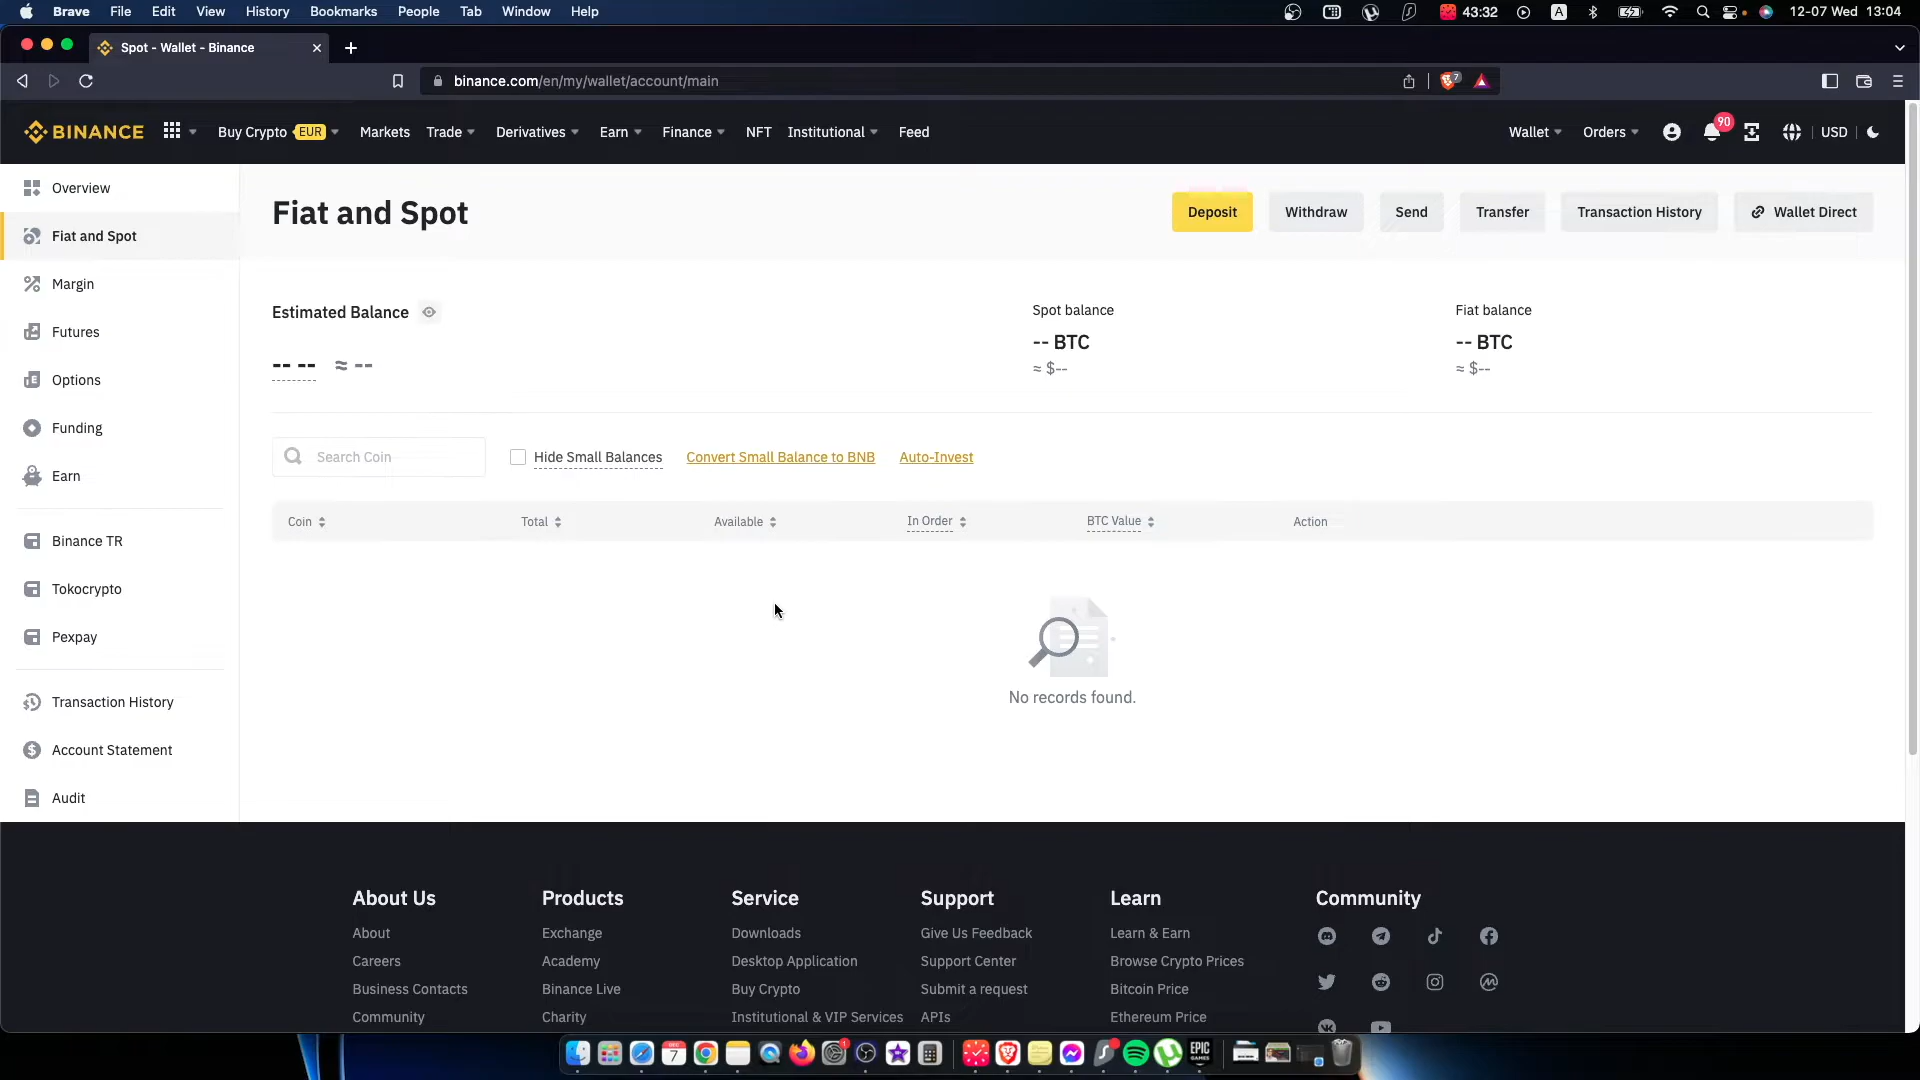 Brave File Edit View History Bookmarks People Tab Window Help 43:32 A 12-07 Wed 13:04
Spot - Wallet - Binance
binance.com/en/my/wallet/account/main 7
BINANCE Buy Crypto EUR Markets Trade Derivatives Earn Finance NFT Institutional Feed Wallet Orders 90 USD
Overview
Fiat and Spot
Margin
Futures
Options
Funding
Earn
Binance TR
Tokocrypto
Pexpay
Transaction History
Account Statement
Audit
Fiat and Spot
Deposit Withdraw Send Transfer Transaction History Wallet Direct
Estimated Balance
-- -- ≈ --
Spot balance
-- BTC
≈ $--
Fiat balance
-- BTC
≈ $--
Search Coin Hide Small Balances Convert Small Balance to BNB Auto-Invest
Coin Total Available In Order BTC Value Action
No records found.
About Us
About
Careers
Business Contacts
Community
Products
Exchange
Academy
Binance Live
Charity
Service
Downloads
Desktop Application
Buy Crypto
Institutional & VIP Services
Support
Give Us Feedback
Support Center
Submit a request
APIs
Learn
Learn & Earn
Browse Crypto Prices
Bitcoin Price
Ethereum Price
Community
DEC
7
1
EPIC
GAMES